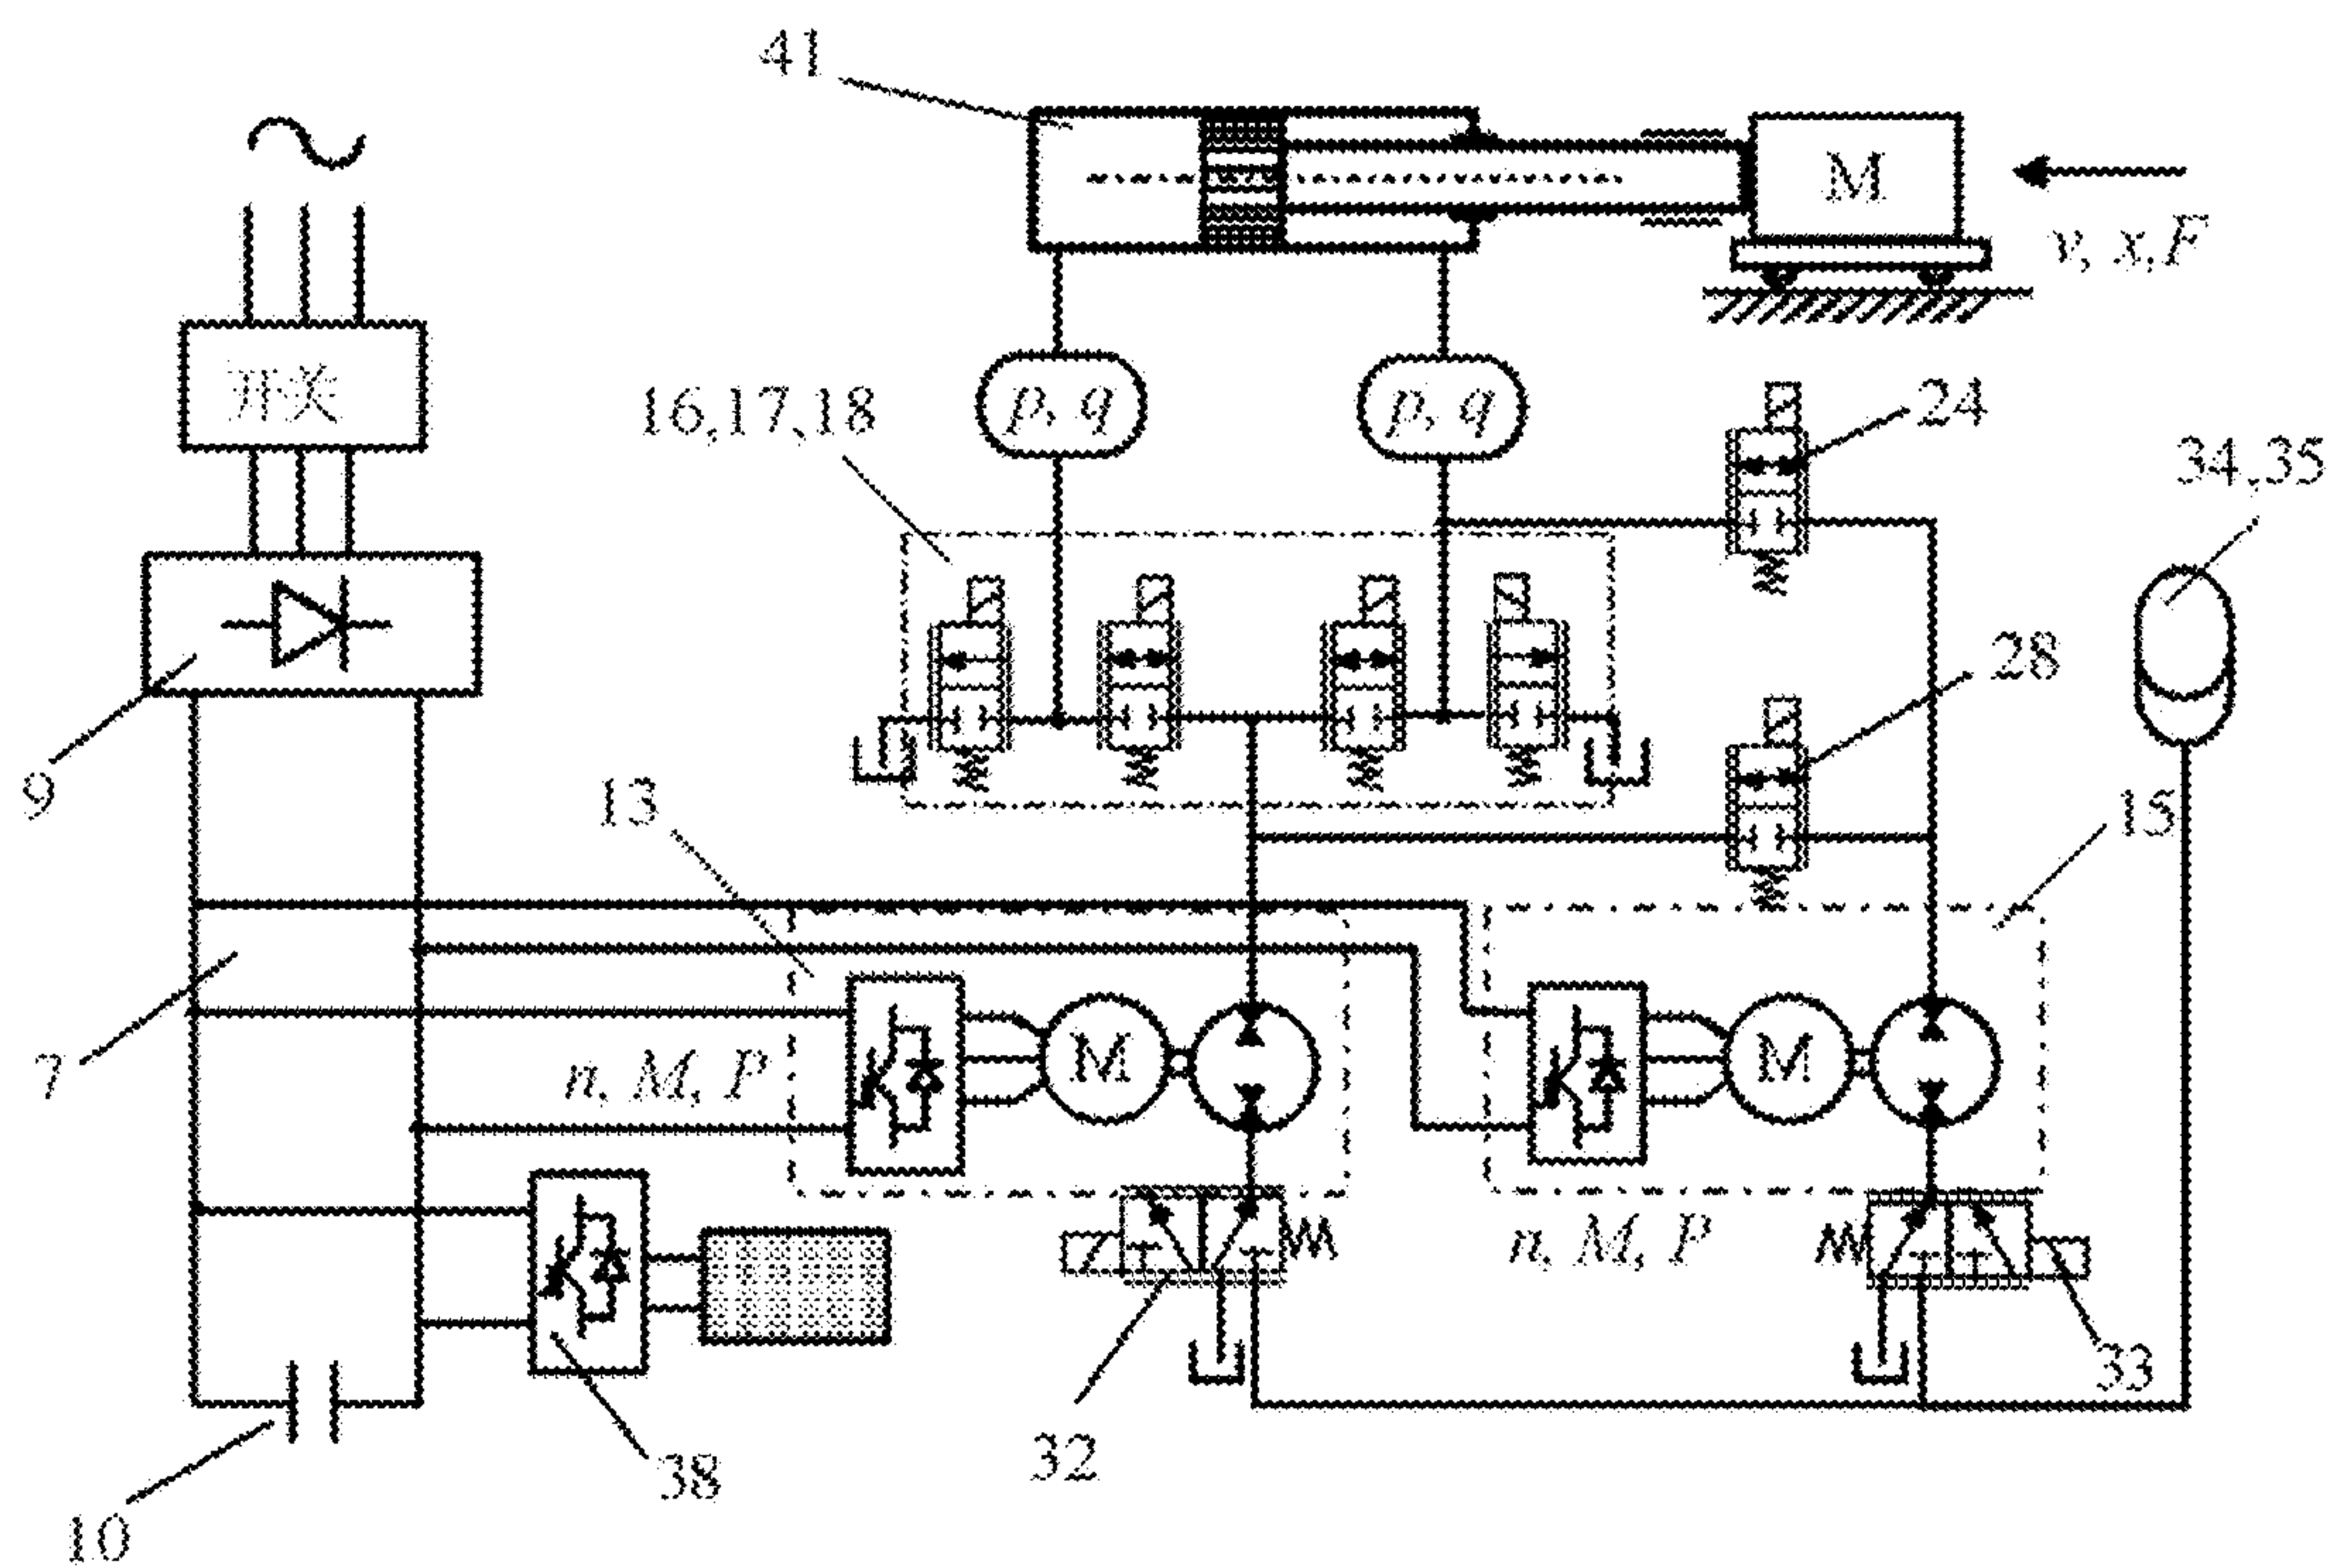 41
M
v, x,F
开关
16,17,18
p, q
p, q
24
34,35
28
9
13
15
7
n, M, P
M
M
n, M, P
33
32
38
10